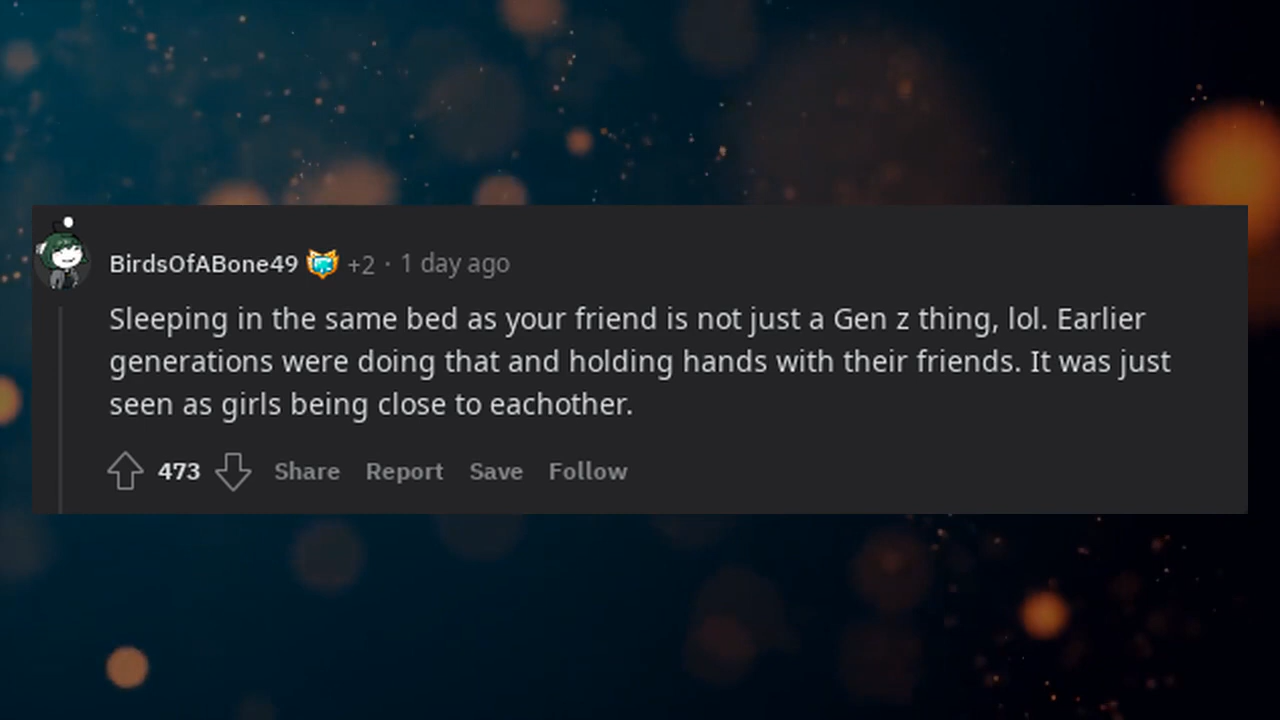 BirdsOfABone49 +2 · 1 day ago
Sleeping in the same bed as your friend is not just a Gen z thing, lol. Earlier
generations were doing that and holding hands with their friends. It was just
seen as girls being close to eachother.
473 Share Report Save Follow